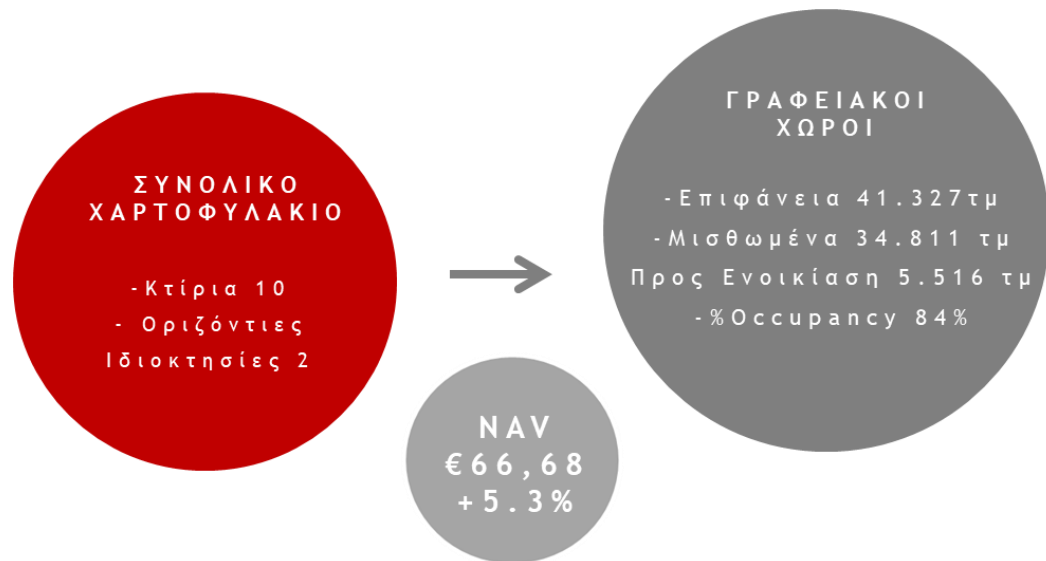 ΣΥΝΟΛΙΚΟ
ΧΑΡΤΟΦΥΛΑΚΙΟ
-Κτίρια 10
- Οριζόντιες
Ιδιοκτησίες 2
NAV
€66,68
+5.3%
ΓΡΑΦΕΙΑΚΟΙ
ΧΩΡΟΙ
-Επιφάνεια 41.327τμ
-Μισθωμένα 34.811 τμ
Προς Ενοικίαση 5.516 τμ
-%Occupancy 84%